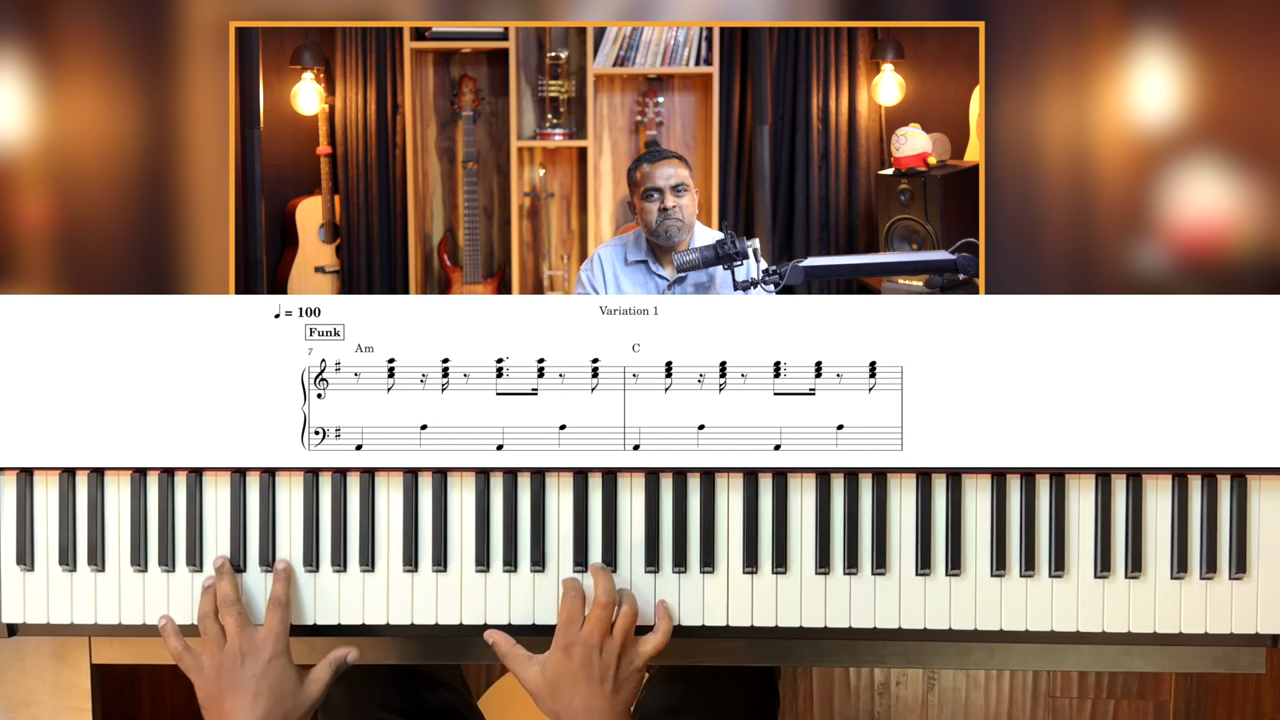 ♩ = 100
Variation 1
Funk
7
Am
C